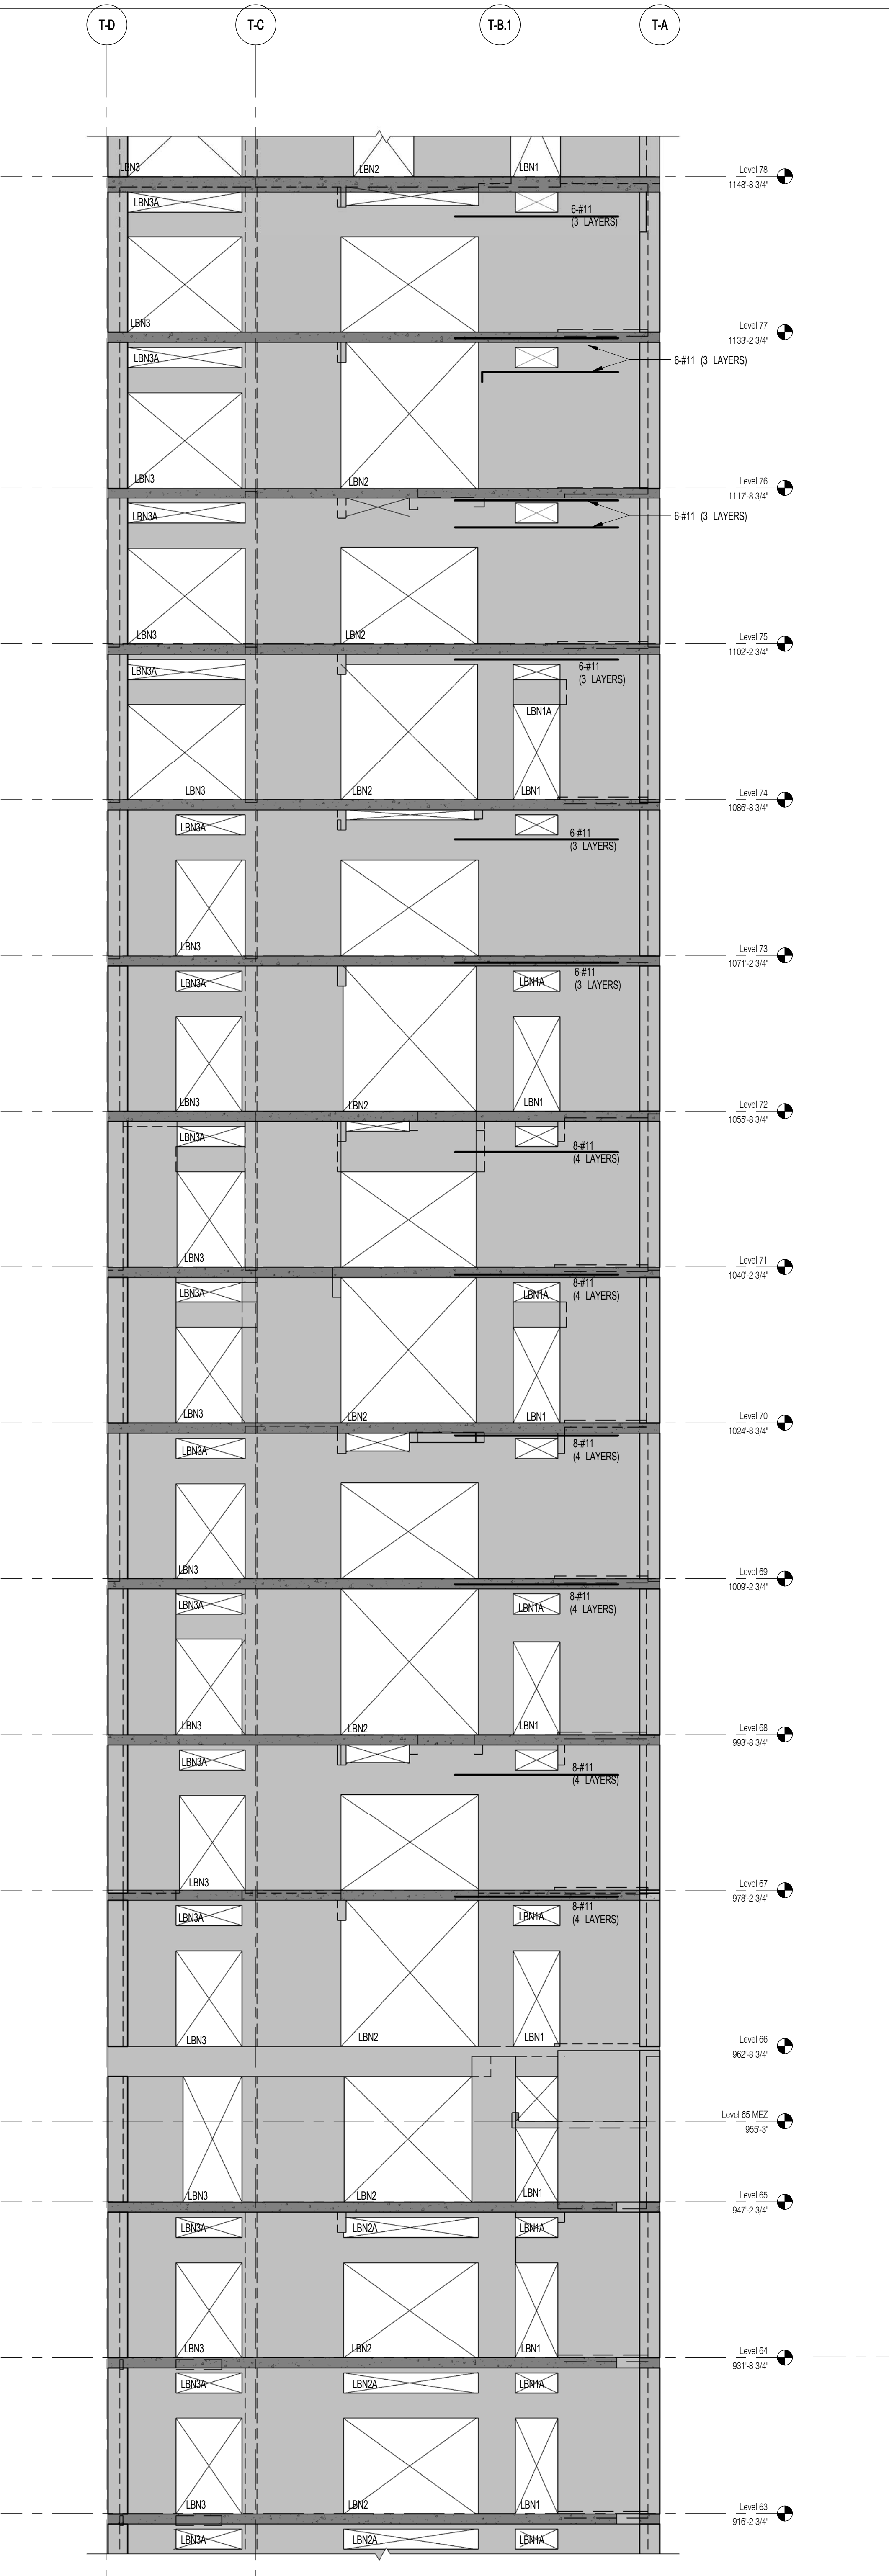 T-D T-C T-B.1 T-A
LBN3 LBN2 LBN1
Level 78
1148'-8 3/4"
LBN3A
6-#11
(3 LAYERS)
LBN3
Level 77
1133'-2 3/4"
LBN3A
6-#11 (3 LAYERS)
LBN3 LBN2
Level 76
1117'-8 3/4"
LBN3A
6-#11 (3 LAYERS)
LBN3 LBN2
Level 75
1102'-2 3/4"
LBN3A
6-#11
(3 LAYERS)
LBN1A
LBN3 LBN2 LBN1
Level 74
1086'-8 3/4"
LBN3A
6-#11
(3 LAYERS)
LBN3
Level 73
1071'-2 3/4"
LBN3A LBN1A
6-#11
(3 LAYERS)
LBN3 LBN2 LBN1
Level 72
1055'-8 3/4"
LBN3A
8-#11
(4 LAYERS)
LBN3
Level 71
1040'-2 3/4"
LBN3A LBN1A
8-#11
(4 LAYERS)
LBN3 LBN2 LBN1
Level 70
1024'-8 3/4"
LBN3A
8-#11
(4 LAYERS)
LBN3
Level 69
1009'-2 3/4"
LBN3A LBN1A
8-#11
(4 LAYERS)
LBN3 LBN2 LBN1
Level 68
993'-8 3/4"
LBN3A
8-#11
(4 LAYERS)
LBN3
Level 67
978'-2 3/4"
LBN3A LBN1A
8-#11
(4 LAYERS)
LBN3 LBN2 LBN1
Level 66
962'-8 3/4"
Level 65 MEZ
955'-3"
LBN3 LBN2 LBN1
Level 65
947'-2 3/4"
LBN3A LBN2A LBN1A
LBN3 LBN2 LBN1
Level 64
931'-8 3/4"
LBN3A LBN2A LBN1A
LBN3 LBN2 LBN1
Level 63
916'-2 3/4"
LBN3A LBN2A LBN1A